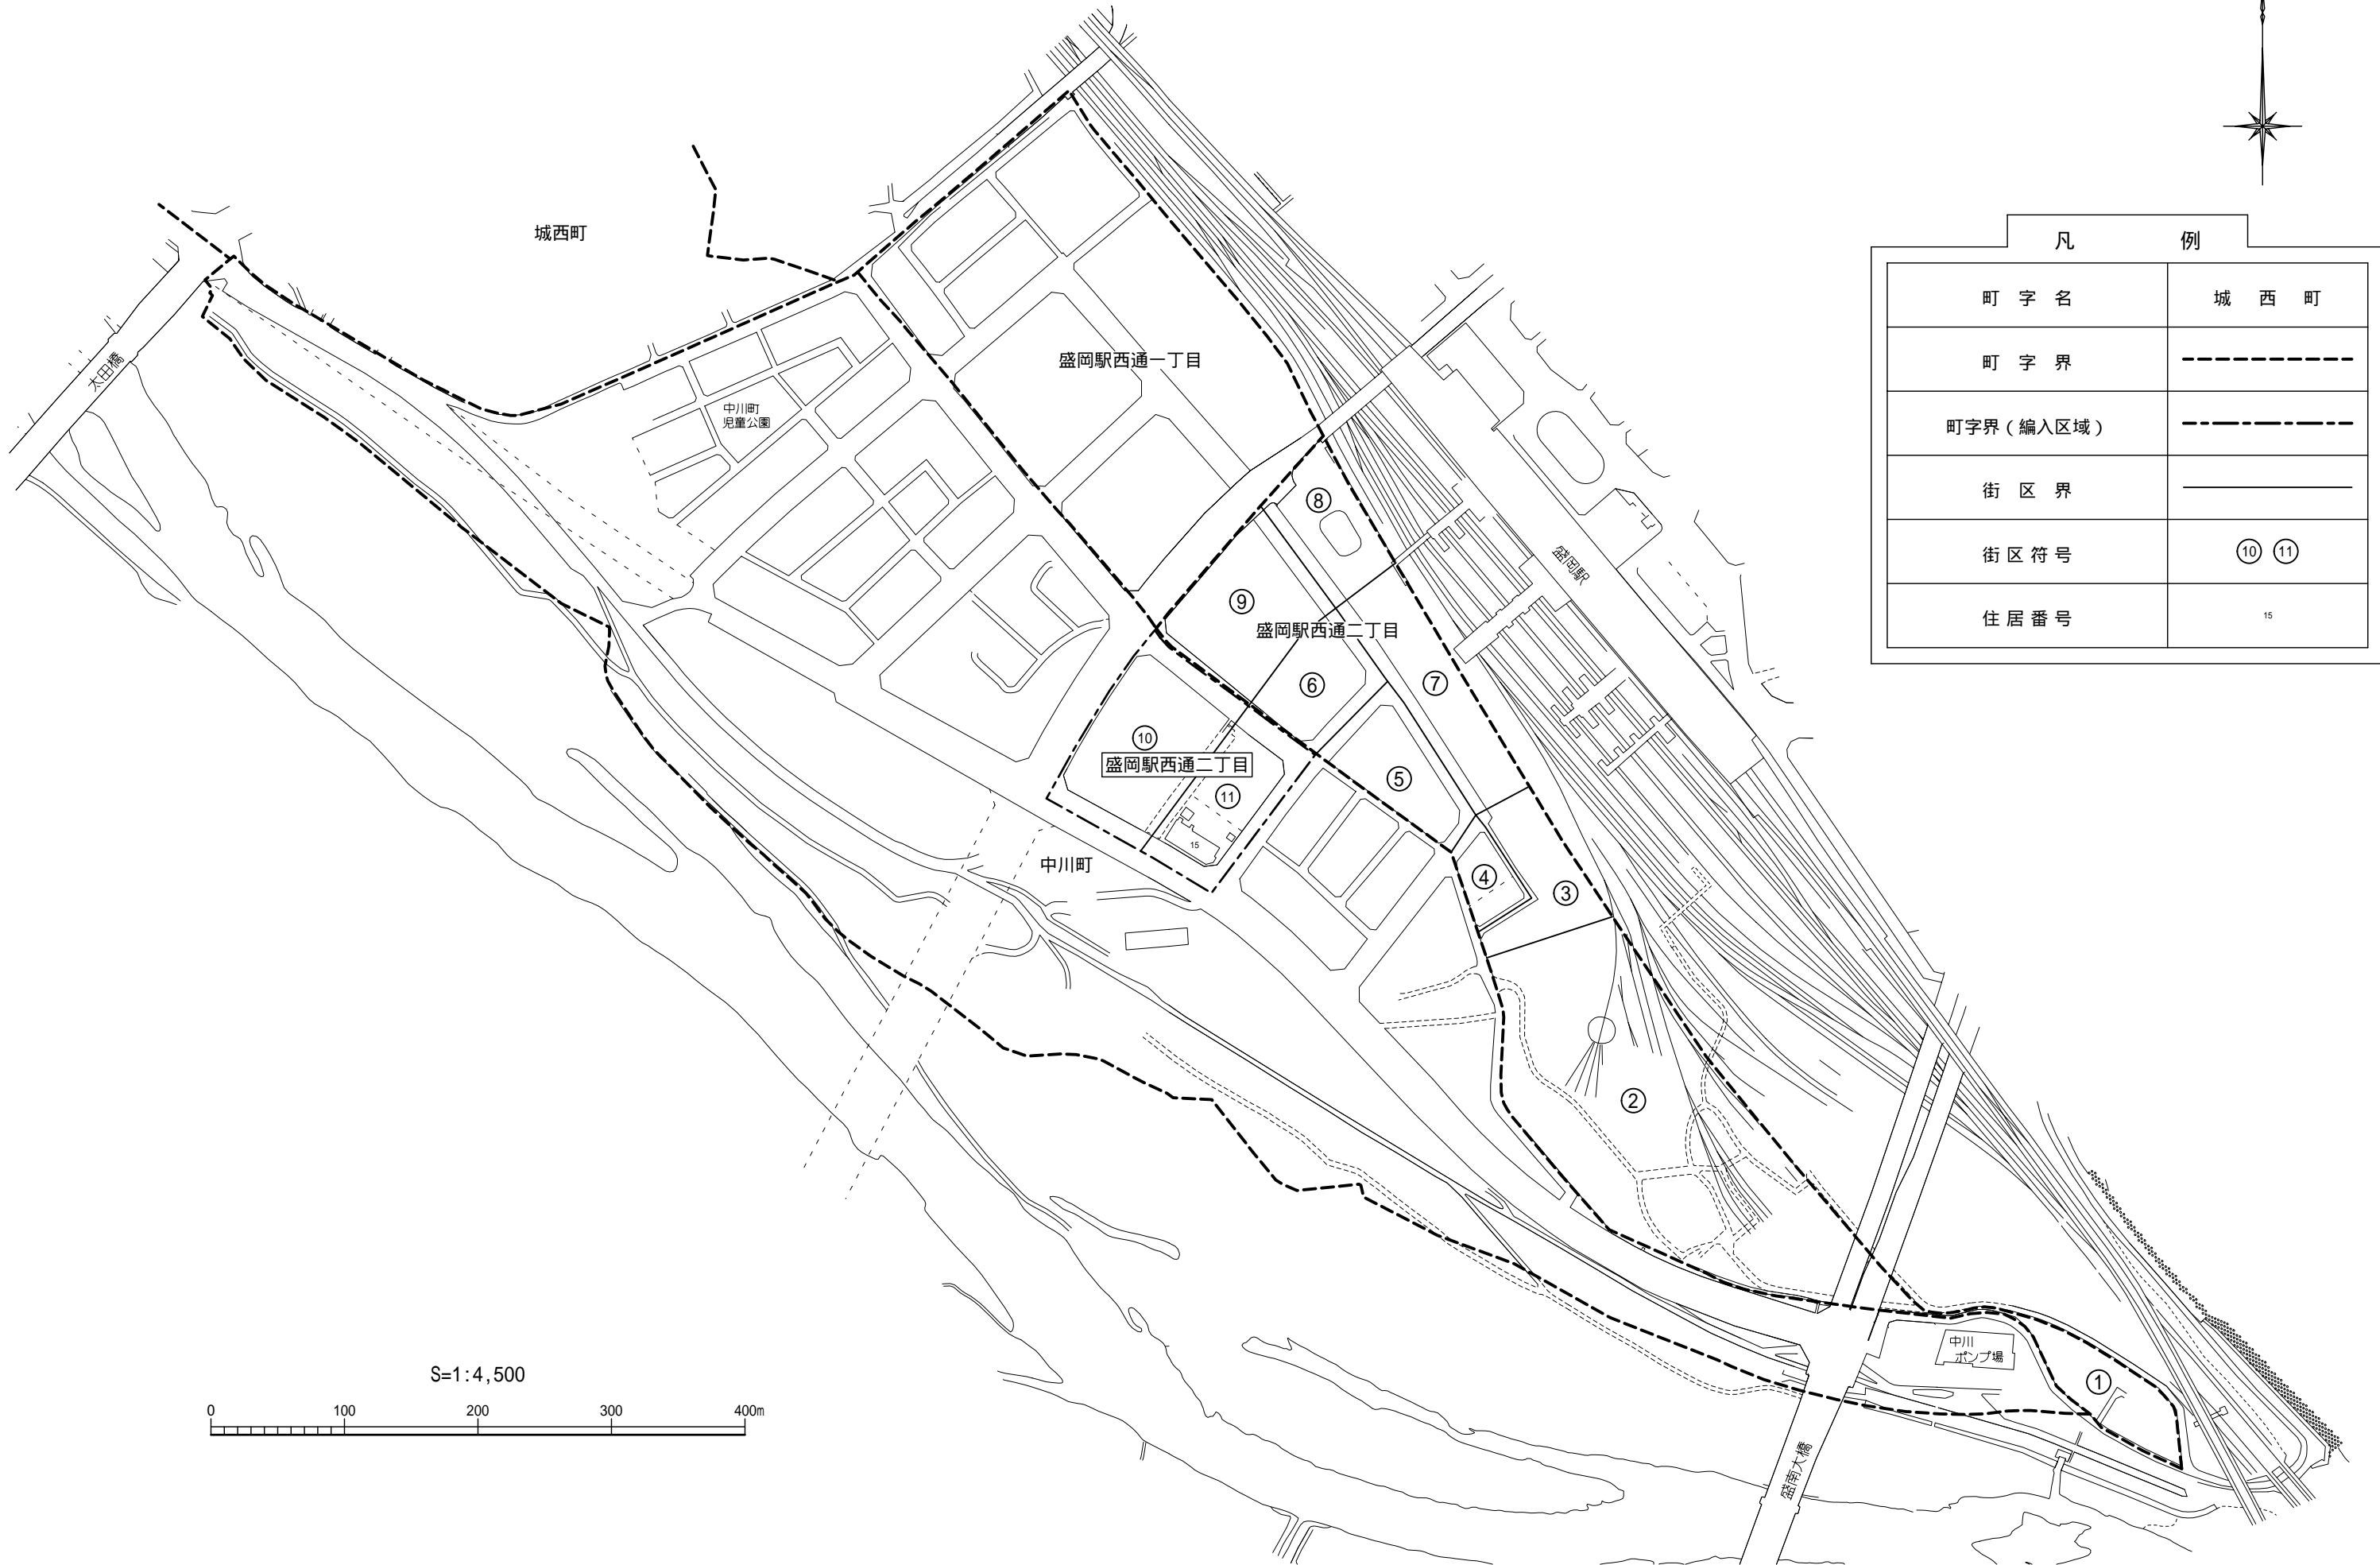 城西町
太田橋
中川町
児童公園
盛岡駅西通一丁目
盛岡駅
⑧
⑨
盛岡駅西通二丁目
⑥
⑦
⑩
盛岡駅西通二丁目
⑪
15
⑤
④
③
中川町
②
中川
ポンプ場
①
盛南大橋
凡 例
町 字 名 城 西 町
町 字 界
町字界(編入区域)
街 区 界
街 区 符 号 ⑩ ⑪
住 居 番 号 15
S=1:4,500
0 100 200 300 400m